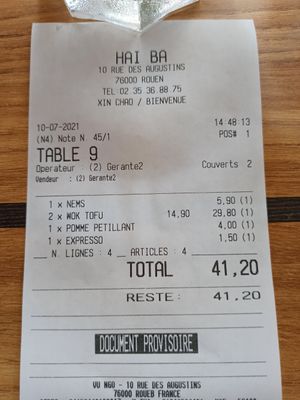 HAI BA
10 RUE DES AUGUSTINS
76000 ROUEN
TEL 02 35 36 88 75
XIN CHAO / BIENVENUE
10-07-2021 14:48:13
(N4) Note N 45/1 POS# 1
TABLE 9
Operateur : (2) Gerante2 Couverts 2
Vendeur : (2) Gerante2
1 x NEMS 5,90 (1)
2 x WOK TOFU 14,90 29,80 (1)
1 x POMME PETILLANT 4,00 (1)
1 x EXPRESSO 1,50 (1)
N. LIGNES : 4 ARTICLES : 4
TOTAL 41,20
RESTE : 41,20
DOCUMENT PROVISOIRE
VU NGO - 10 RUE DES AUGUSTINS
76000 ROUEB FRANCE